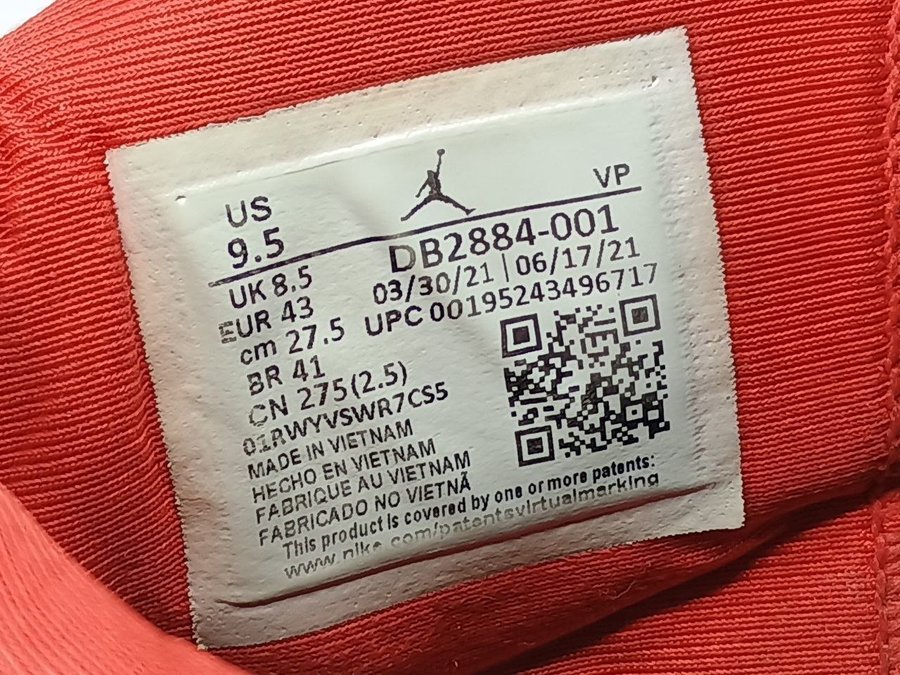 US
9.5
VP
UK 8.5
DB2884-001
EUR 43
03/30/21 | 06/17/21
cm 27.5
UPC 00195243496717
BR 41
CN 275(2.5)
01RWYVSWR7CS5
MADE IN VIETNAM
HECHO EN VIETNAM
FABRIQUE AU VIETNAM
FABRICADO NO VIETNÃ
This product is covered by one or more patents:
www.nike.com/patentsvirtualmarking